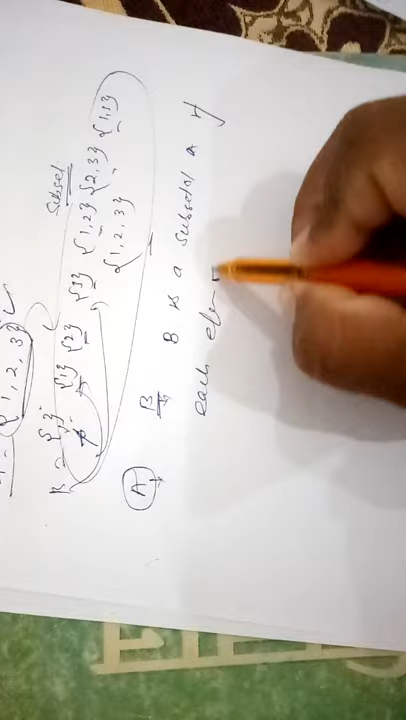 A = {1, 2, 3}
Subset
B = { } {1} {2} {3} {1, 2} {2, 3} {1, 3}
ϕ
{1, 2, 3}
A B B is a subset of A if
each ele